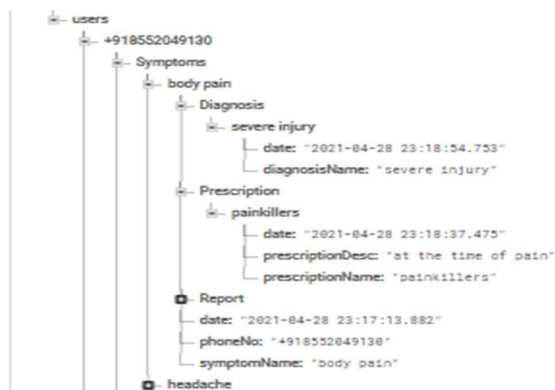 users
+918552049130
Symptoms
body pain
Diagnosis
severe injury
date: "2021-04-28 23:18:54.753"
diagnosisName: "severe injury"
Prescription
painkillers
date: "2021-04-28 23:18:37.475"
prescriptionDesc: "at the time of pain"
prescriptionName: "painkillers"
Report
date: "2021-04-28 23:17:13.882"
phoneNo: "+918552049130"
symptomName: "body pain"
headache